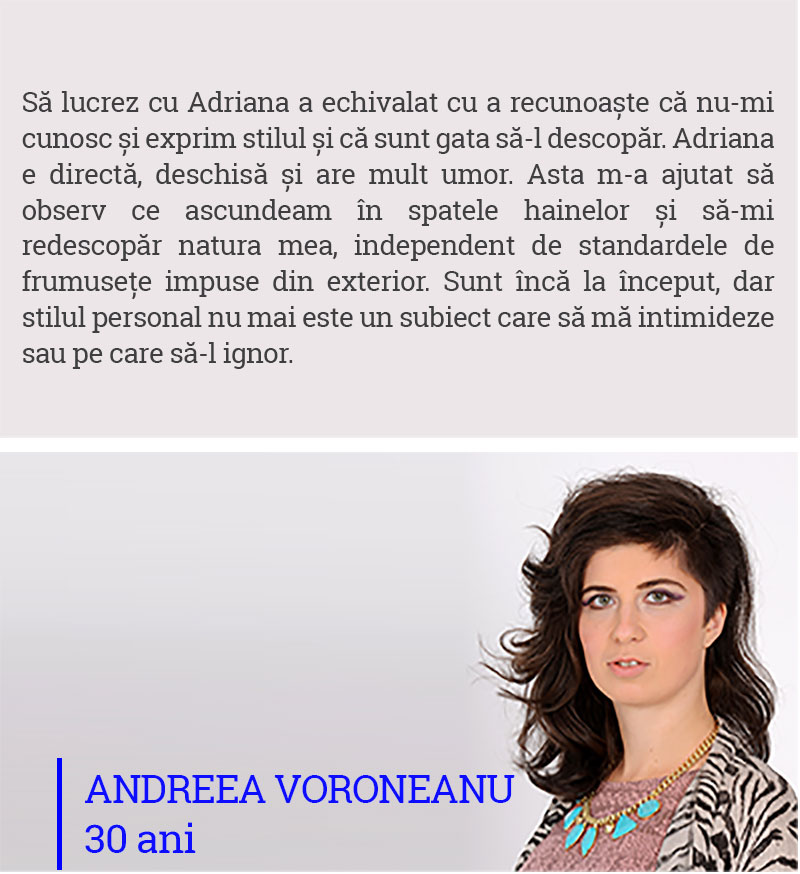 Să lucrez cu Adriana a echivalat cu a recunoaște că nu-mi
cunosc și exprim stilul și că sunt gata să-l descopăr. Adriana
e directă, deschisă și are mult umor. Asta m-a ajutat să
observ ce ascundeam în spatele hainelor și să-mi
redescopăr natura mea, independent de standardele de
frumusețe impuse din exterior. Sunt încă la început, dar
stilul personal nu mai este un subiect care să mă intimideze
sau pe care să-l ignor.
ANDREEA VORONEANU
30 ani